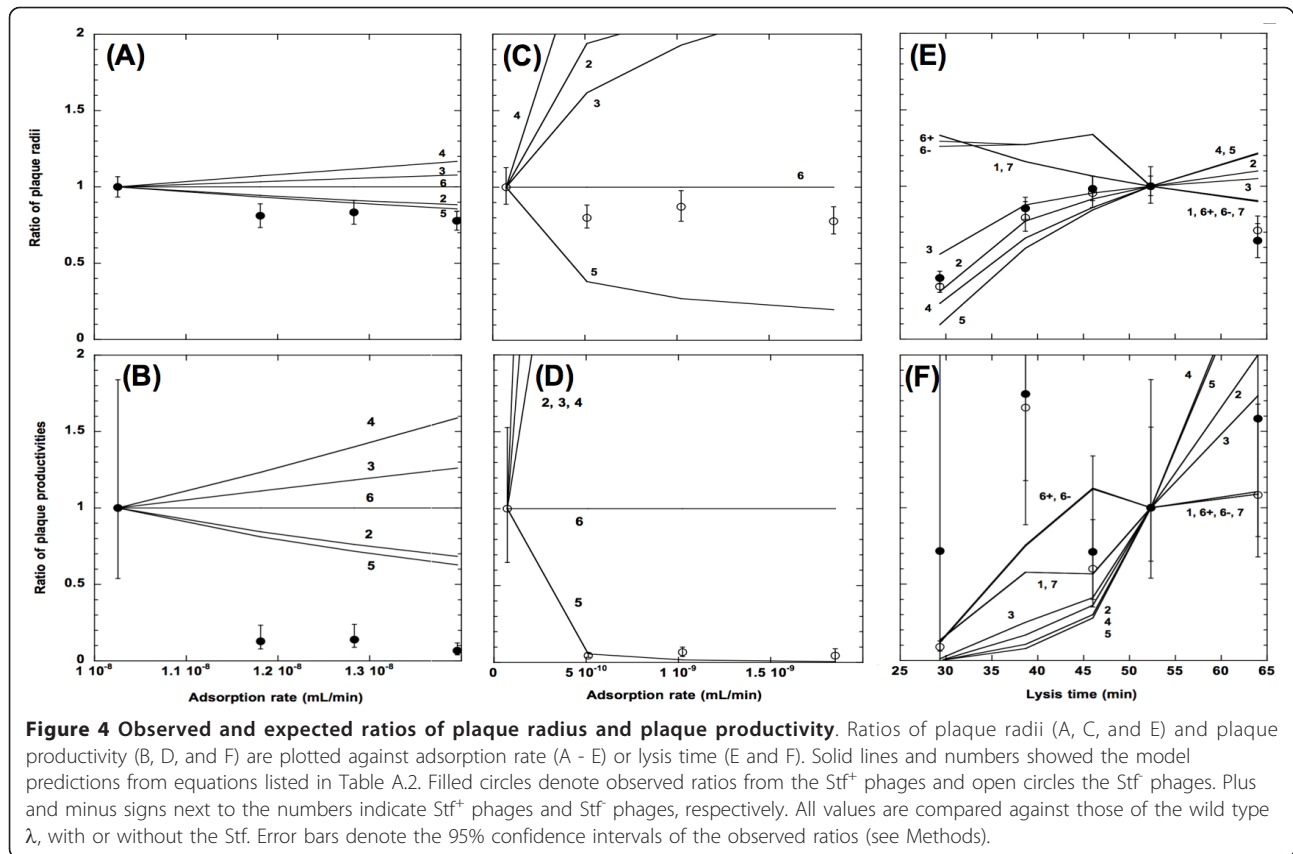 (A)
Ratio of plaque radii
2
1.5
1
0.5
0
4
3
6
2
5
(C)
4
2
3
6
5
(E)
6+
6-
1, 7
4, 5
2
3
1, 6+, 6-, 7
3
2
4
5
(B)
Ratio of plaque productivities
2
1.5
1
0.5
0
4
3
6
2
5
1 10-8
1.1 10-8
1.2 10-8
1.3 10-8
Adsorption rate (mL/min)
(D)
2, 3, 4
6
5
0
5 10-10
1 10-9
1.5 10-9
Adsorption rate (mL/min)
(F)
4
5
2
3
6+, 6-
1, 6+, 6-, 7
1, 7
3
2
4
5
25 30 35 40 45 50 55 60 65
Lysis time (min)
Figure 4 Observed and expected ratios of plaque radius and plaque productivity. Ratios of plaque radii (A, C, and E) and plaque
productivity (B, D, and F) are plotted against adsorption rate (A - E) or lysis time (E and F). Solid lines and numbers showed the model
predictions from equations listed in Table A.2. Filled circles denote observed ratios from the Stf+ phages and open circles the Stf- phages. Plus
and minus signs next to the numbers indicate Stf+ phages and Stf- phages, respectively. All values are compared against those of the wild type
λ, with or without the Stf. Error bars denote the 95% confidence intervals of the observed ratios (see Methods).